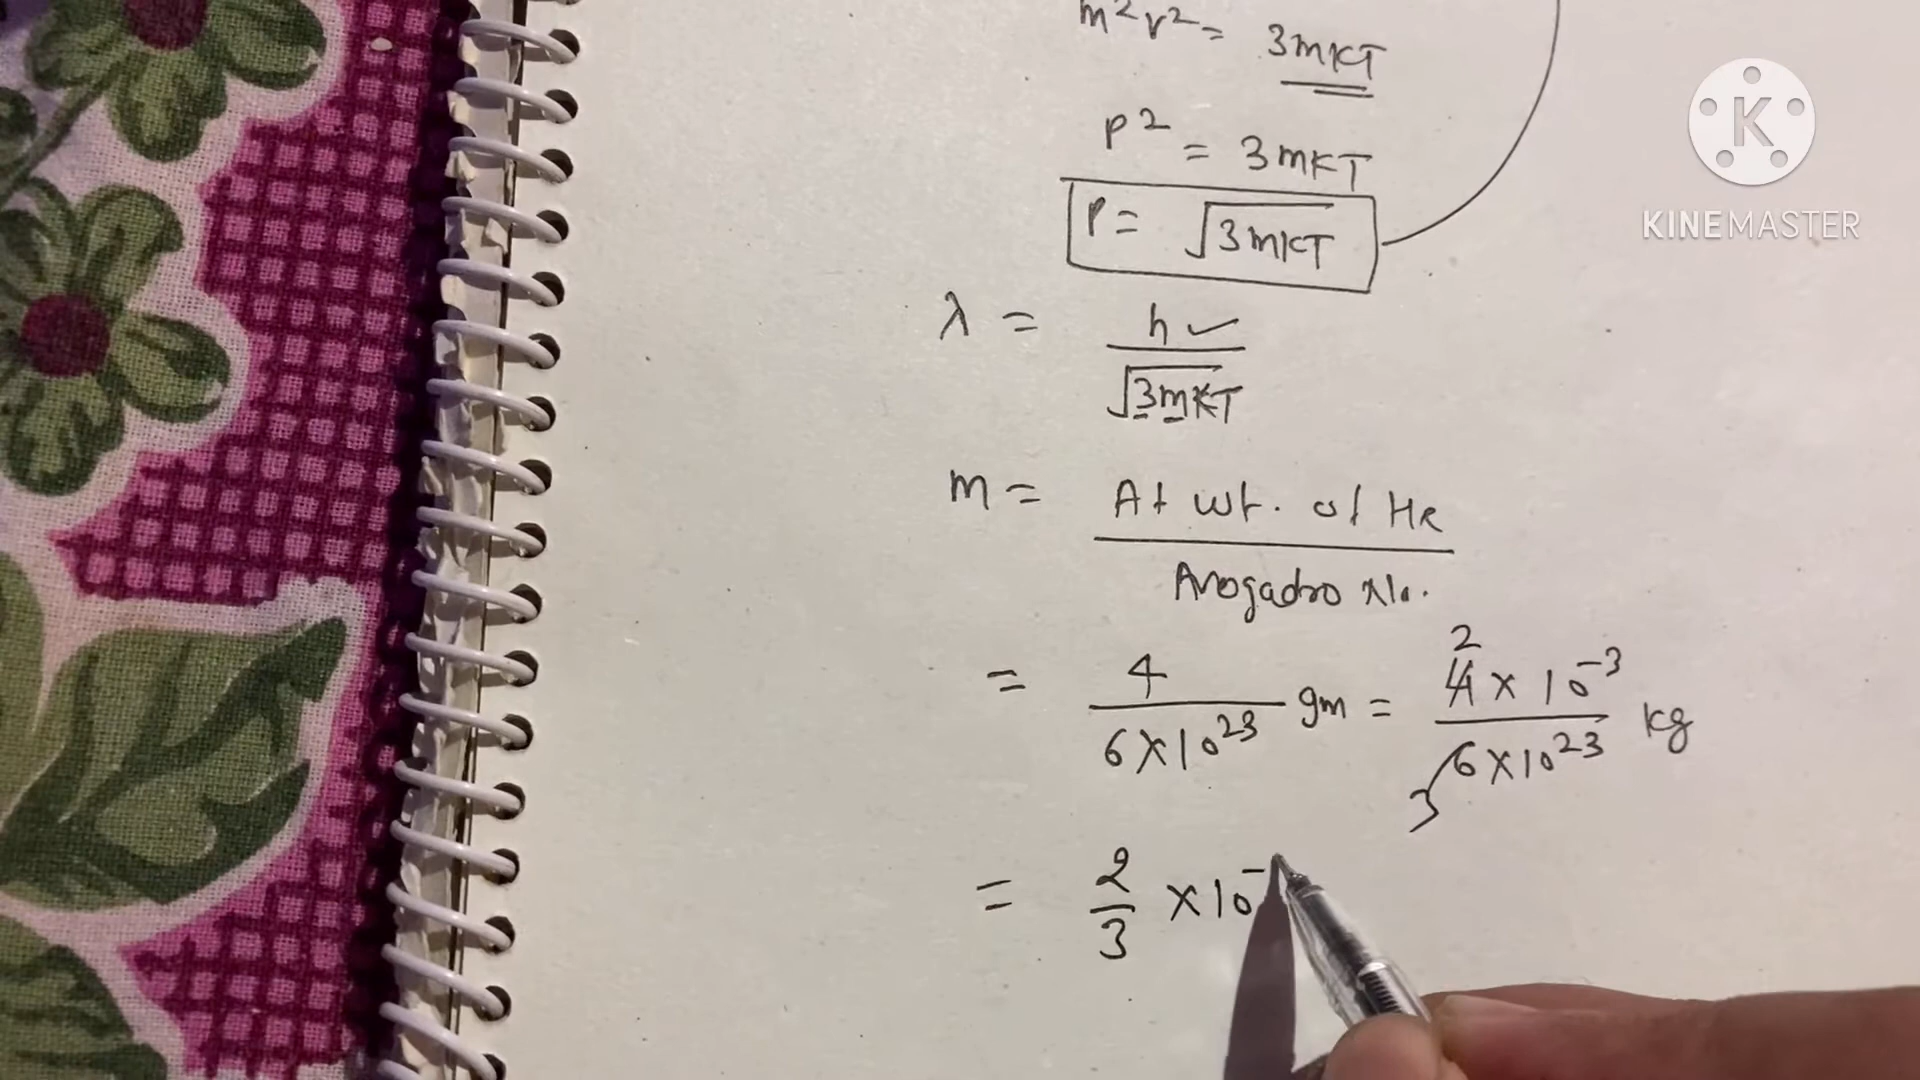 m²v² = 3mKT
p² = 3mKT
P = √3mKT
λ = h ✓ / √3mKT
m = At wt. of He / Avogadro No.
= 4 / 6×10²³ gm = 2 4×10⁻³ / 3 6×10²³ kg
= 2/3 ×10⁻
K
KINEMASTER